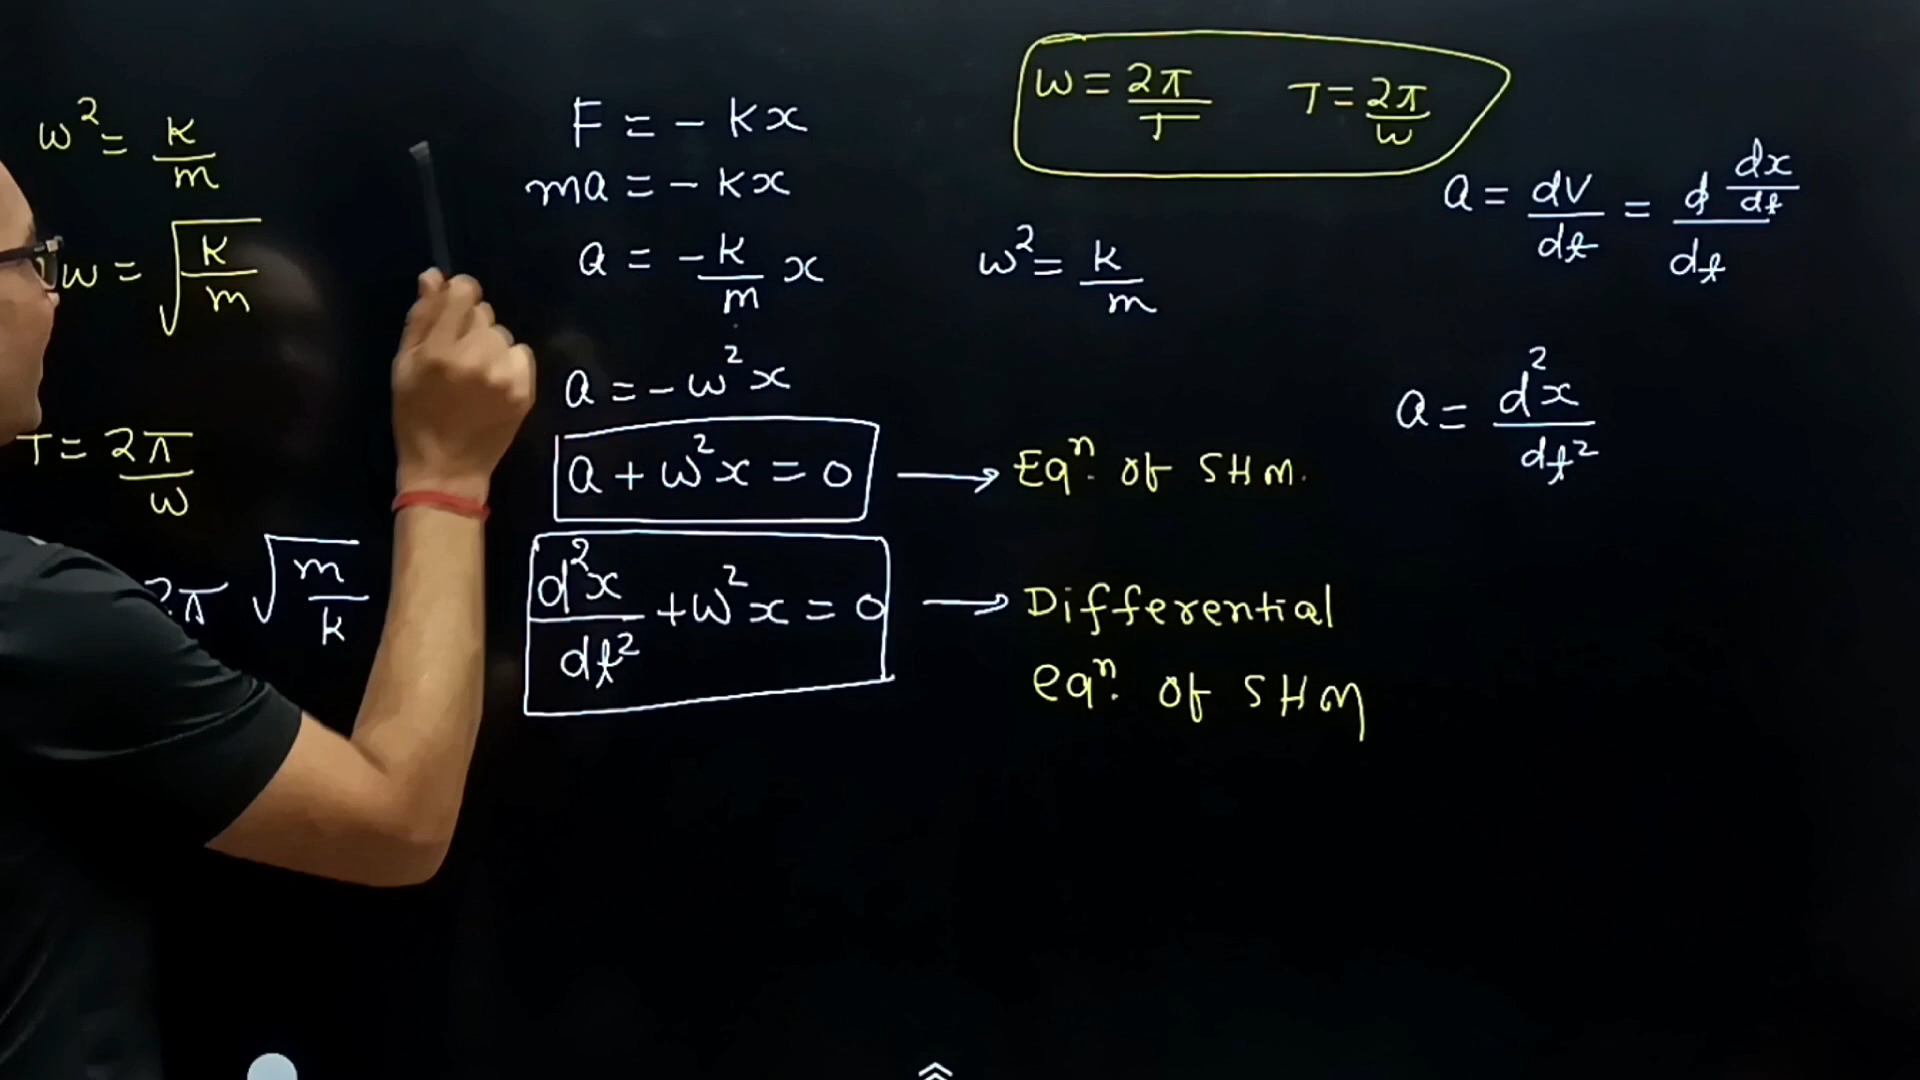 ω² = k/m
ω = √(k/m)
T = 2π/ω
2π √(m/k)
F = - kx
ma = - kx
a = - k/m x
a = - ω²x
a + ω²x = 0 → Eqⁿ. of SHM.
d²x/dt² + ω²x = 0 → Differential
eqⁿ. of SHM
ω = 2π/T T = 2π/ω
ω² = k/m
a = dv/dt = d dx/dt / dt
a = d²x/dt²